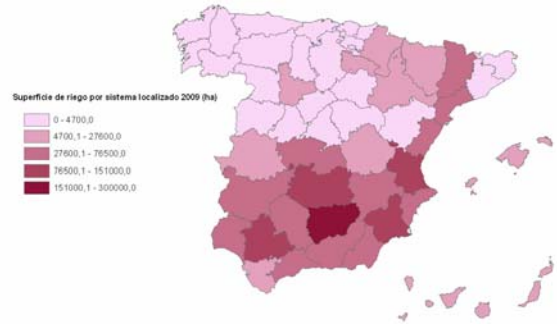 Superficie de riego por sistema localizado 2009 (ha)
0 - 4700,0
4700,1 - 27600,0
27600,1 - 76500,0
76500,1 - 151000,0
151000,1 - 300000,0